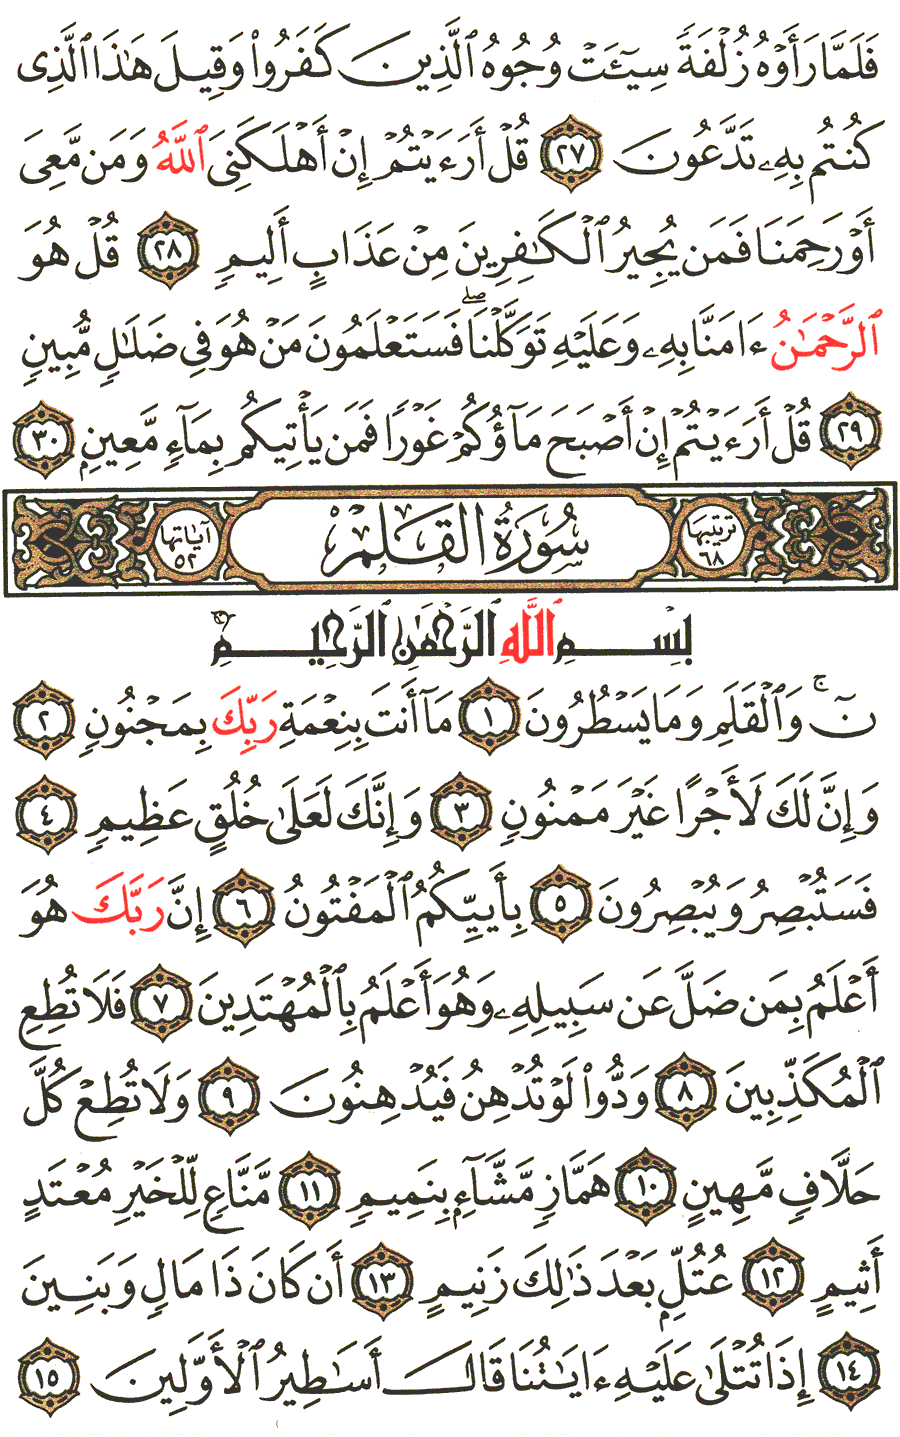 فَلَمَّا رَأَوْهُ زُلْفَةً سِيٓـَٔتْ وُجُوهُ ٱلَّذِينَ كَفَرُوا۟ وَقِيلَ هَـٰذَا ٱلَّذِى
كُنتُم بِهِۦ تَدَّعُونَ ٢٧ قُلْ أَرَءَيْتُمْ إِنْ أَهْلَكَنِىَ ٱللَّهُ وَمَن مَّعِىَ
أَوْ رَحِمَنَا فَمَن يُجِيرُ ٱلْكَـٰفِرِينَ مِنْ عَذَابٍ أَلِيمٍ ٢٨ قُلْ هُوَ
ٱلرَّحْمَـٰنُ ءَامَنَّا بِهِۦ وَعَلَيْهِ تَوَكَّلْنَا ۖ فَسَتَعْلَمُونَ مَنْ هُوَ فِى ضَلَـٰلٍ مُّبِينٍ
٢٩ قُلْ أَرَءَيْتُمْ إِنْ أَصْبَحَ مَآؤُكُمْ غَوْرًا فَمَن يَأْتِيكُم بِمَآءٍ مَّعِينٍۭ ٣٠
ترتيبها ٦٨ سُورَةُ الْقَلَمْ آياتها ٥٢
بِسْمِ ٱللَّهِ ٱلرَّحْمَـٰنِ ٱلرَّحِيمِ
نٓ ۚ وَٱلْقَلَمِ وَمَا يَسْطُرُونَ ١ مَآ أَنتَ بِنِعْمَةِ رَبِّكَ بِمَجْنُونٍ ٢
وَإِنَّ لَكَ لَأَجْرًا غَيْرَ مَمْنُونٍ ٣ وَإِنَّكَ لَعَلَىٰ خُلُقٍ عَظِيمٍ ٤
فَسَتُبْصِرُ وَيُبْصِرُونَ ٥ بِأَييِّكُمُ ٱلْمَفْتُونُ ٦ إِنَّ رَبَّكَ هُوَ
أَعْلَمُ بِمَن ضَلَّ عَن سَبِيلِهِۦ وَهُوَ أَعْلَمُ بِٱلْمُهْتَدِينَ ٧ فَلَا تُطِعِ
ٱلْمُكَذِّبِينَ ٨ وَدُّوا۟ لَوْ تُدْهِنُ فَيُدْهِنُونَ ٩ وَلَا تُطِعْ كُلَّ
حَلَّافٍ مَّهِينٍ ١٠ هَمَّازٍ مَّشَّآءٍۭ بِنَمِيمٍ ١١ مَّنَّاعٍ لِّلْخَيْرِ مُعْتَدٍ
أَثِيمٍ ١٢ عُتُلٍّۭ بَعْدَ ذَٰلِكَ زَنِيمٍ ١٣ أَن كَانَ ذَا مَالٍ وَبَنِينَ
١٤ إِذَا تُتْلَىٰ عَلَيْهِ ءَايَـٰتُنَا قَالَ أَسَـٰطِيرُ ٱلْأَوَّلِينَ ١٥